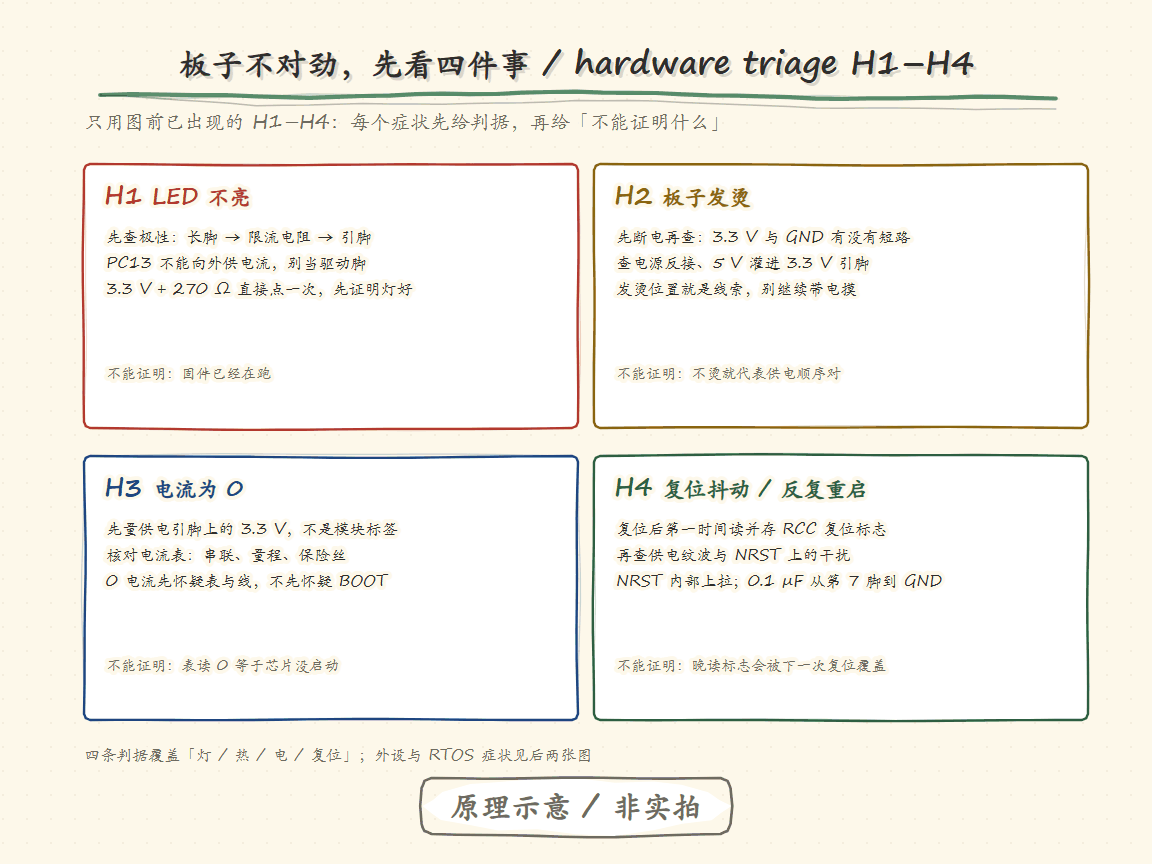 板子不对劲，先看四件事 / hardware triage H1–H4
只用图前已出现的 H1–H4：每个症状先给判据，再给「不能证明什么」
H1 LED 不亮
先查极性：长脚 → 限流电阻 → 引脚
PC13 不能向外供电流，别当驱动脚
3.3 V + 270 Ω 直接点一次，先证明灯好
不能证明：固件已经在跑
H2 板子发烫
先断电再查：3.3 V 与 GND 有没有短路
查电源反接、5 V 灌进 3.3 V 引脚
发烫位置就是线索，别继续带电摸
不能证明：不烫就代表供电顺序对
H3 电流为 0
先量供电引脚上的 3.3 V，不是模块标签
核对电流表：串联、量程、保险丝
0 电流先怀疑表与线，不先怀疑 BOOT
不能证明：表读 0 等于芯片没启动
H4 复位抖动 / 反复重启
复位后第一时间读并存 RCC 复位标志
再查供电纹波与 NRST 上的干扰
NRST 内部上拉；0.1 µF 从第 7 脚到 GND
不能证明：晚读标志会被下一次复位覆盖
四条判据覆盖「灯 / 热 / 电 / 复位」；外设与 RTOS 症状见后两张图
原理示意 / 非实拍